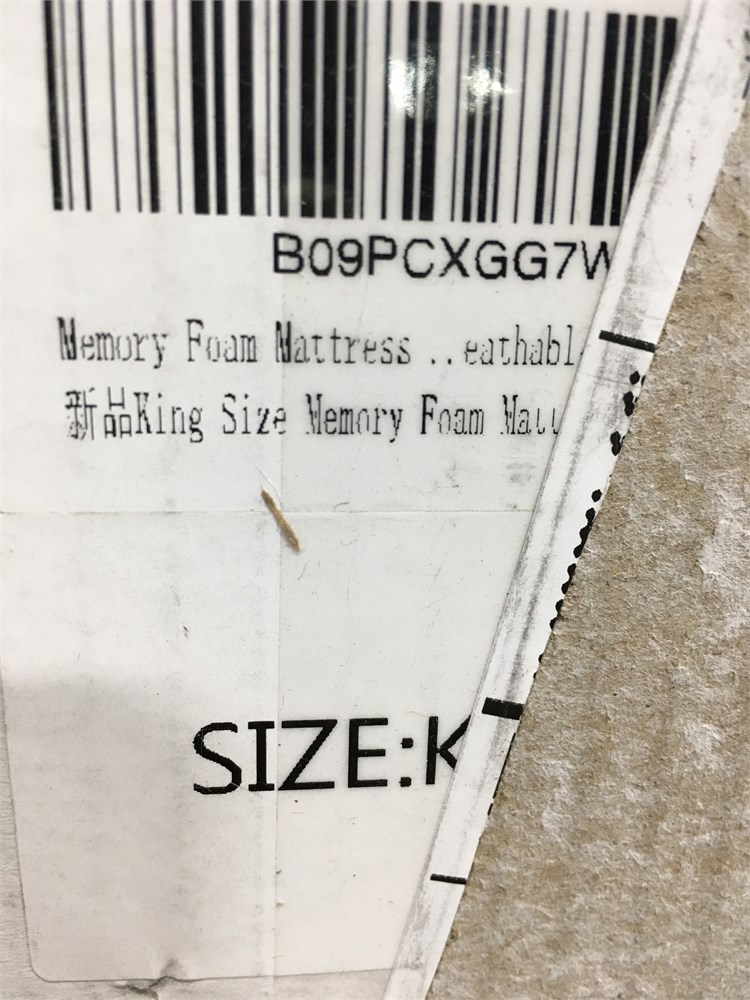 B09PCXGG7W
Memory Foam Mattress ..eathabl
新品King Size Memory Foam Matt
SIZE:K